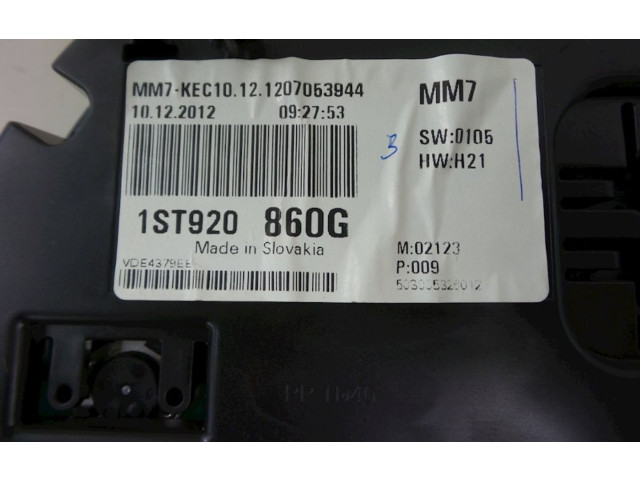 MM7-KEC10.12.1207063944
10.12.2012 09:27:53
MM7
SW:0105
HW:H21
3
1ST920 860G
Made in Slovakia
M:02123
P:009